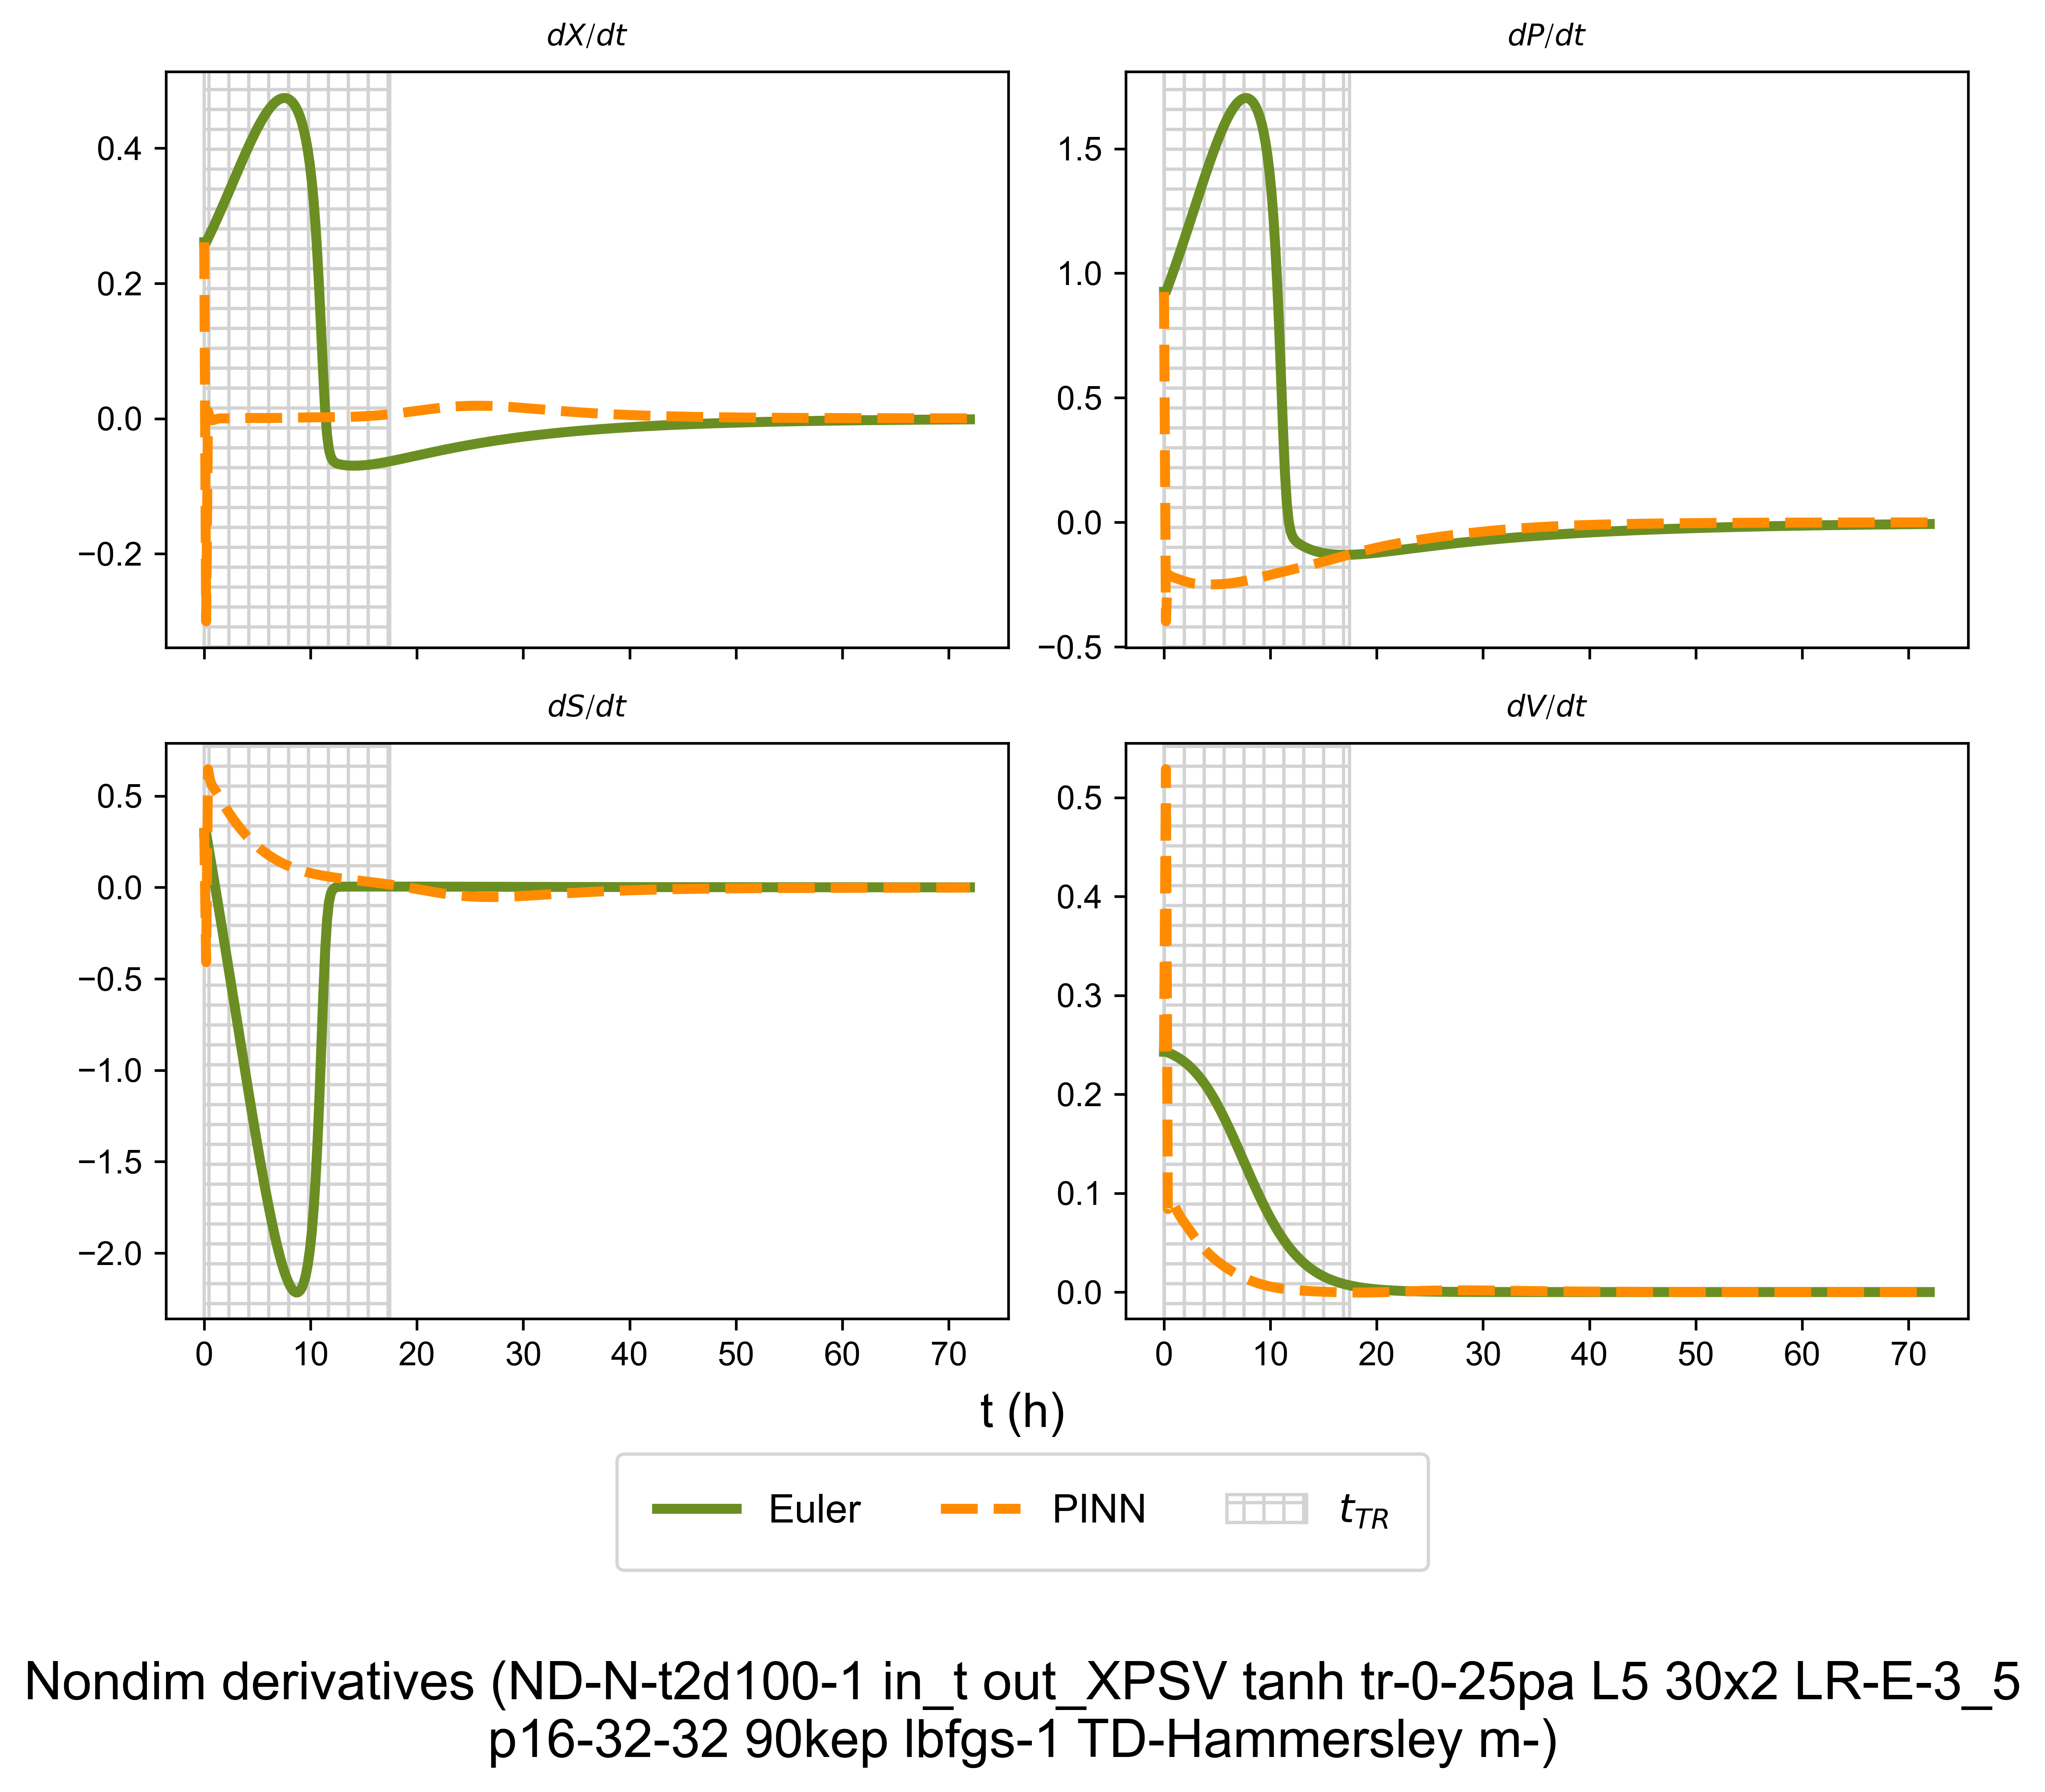 dX/dt
dP/dt
0.4
0.2
0.0
−0.2
1.5
1.0
0.5
0.0
−0.5
dS/dt
dV/dt
0.5
0.0
−0.5
−1.0
−1.5
−2.0
0.5
0.4
0.3
0.2
0.1
0.0
0 10 20 30 40 50 60 70
0 10 20 30 40 50 60 70
t (h)
Euler PINN t_TR
Nondim derivatives (ND-N-t2d100-1 in_t out_XPSV tanh tr-0-25pa L5 30x2 LR-E-3_5
p16-32-32 90kep lbfgs-1 TD-Hammersley m-)